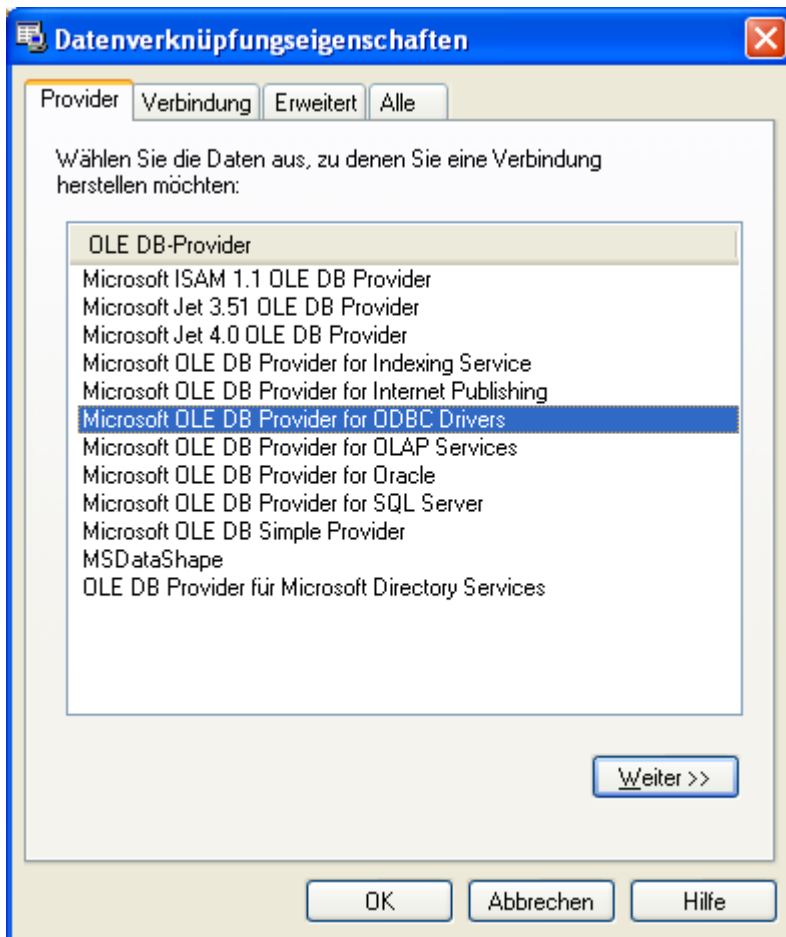 Datenverknüpfungseigenschaften
Provider Verbindung Erweitert Alle
Wählen Sie die Daten aus, zu denen Sie eine Verbindung
herstellen möchten:
OLE DB-Provider
Microsoft ISAM 1.1 OLE DB Provider
Microsoft Jet 3.51 OLE DB Provider
Microsoft Jet 4.0 OLE DB Provider
Microsoft OLE DB Provider for Indexing Service
Microsoft OLE DB Provider for Internet Publishing
Microsoft OLE DB Provider for ODBC Drivers
Microsoft OLE DB Provider for OLAP Services
Microsoft OLE DB Provider for Oracle
Microsoft OLE DB Provider for SQL Server
Microsoft OLE DB Simple Provider
MSDataShape
OLE DB Provider für Microsoft Directory Services
Weiter >>
OK Abbrechen Hilfe